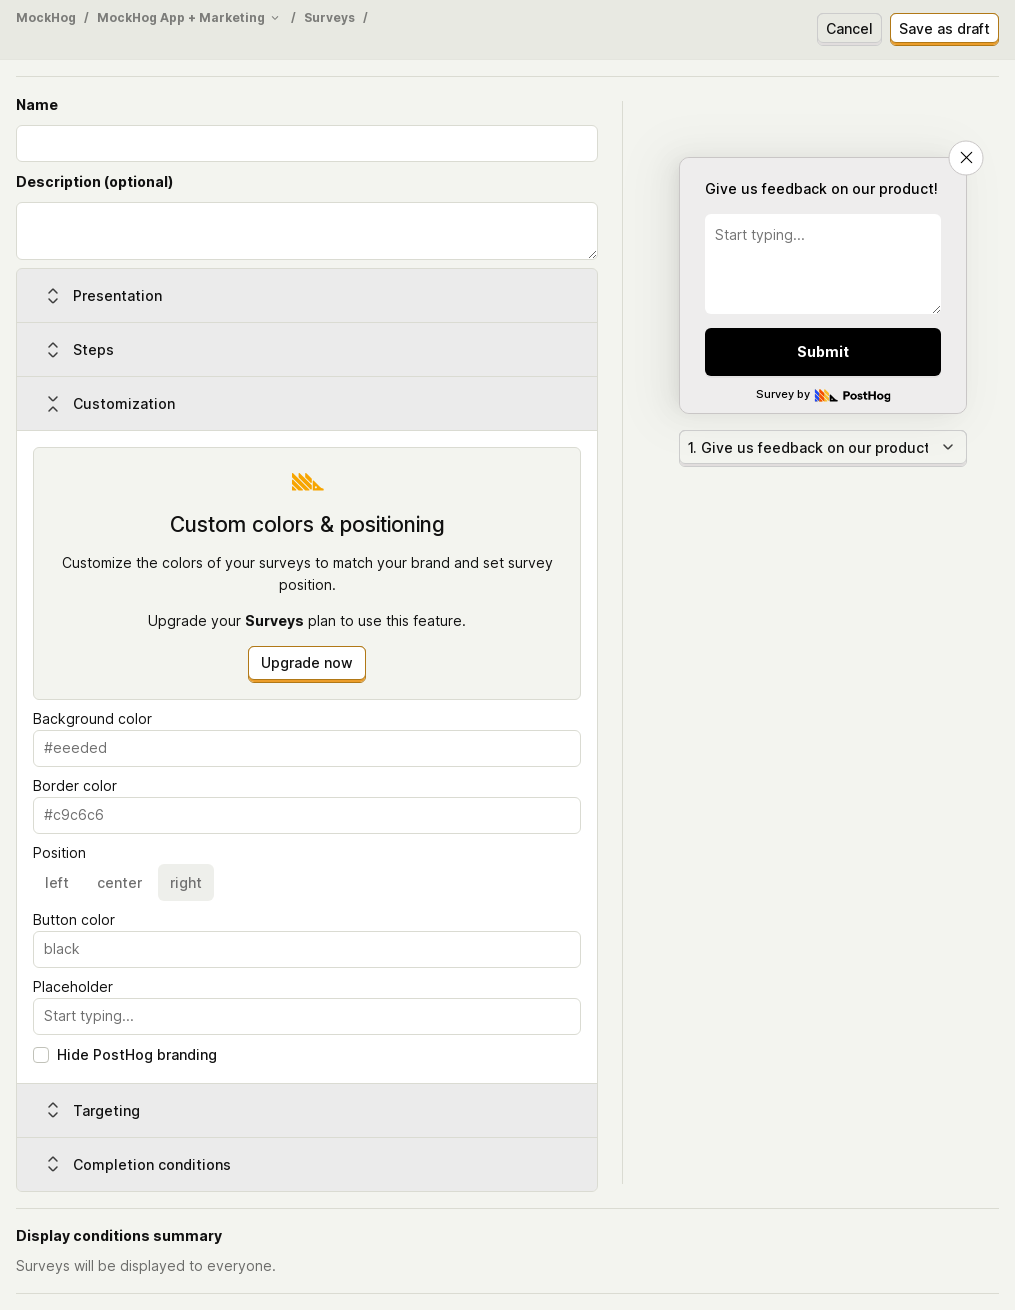 MockHog / MockHog App + Marketing / Surveys /
Cancel
Save as draft
Name
Description (optional)
Presentation
Steps
Customization
Custom colors & positioning
Customize the colors of your surveys to match your brand and set survey
position.
Upgrade your Surveys plan to use this feature.
Upgrade now
Background color
#eeeded
Border color
#c9c6c6
Position
left center right
Button color
black
Placeholder
Start typing...
Hide PostHog branding
Targeting
Completion conditions
Give us feedback on our product!
Start typing...
Submit
Survey by PostHog
1. Give us feedback on our product
Display conditions summary
Surveys will be displayed to everyone.